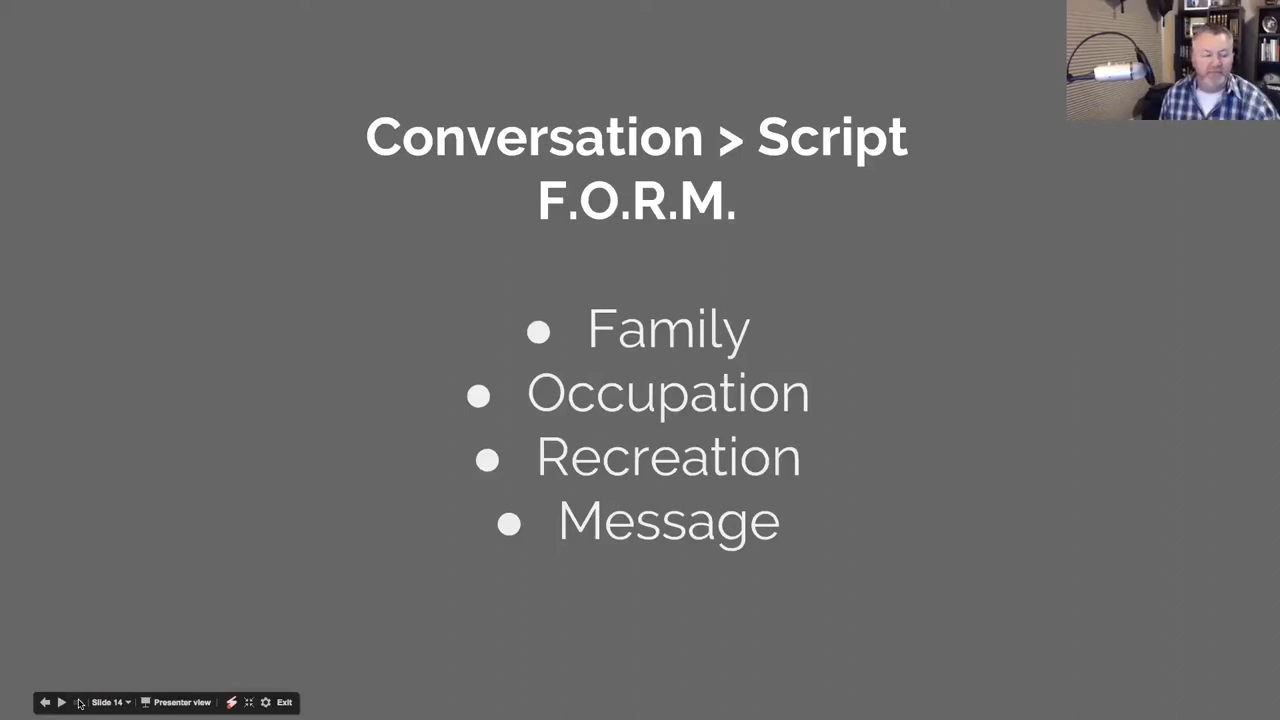 Conversation > Script
F.O.R.M.
● Family
● Occupation
● Recreation
● Message
Slide 14 Presenter view Exit